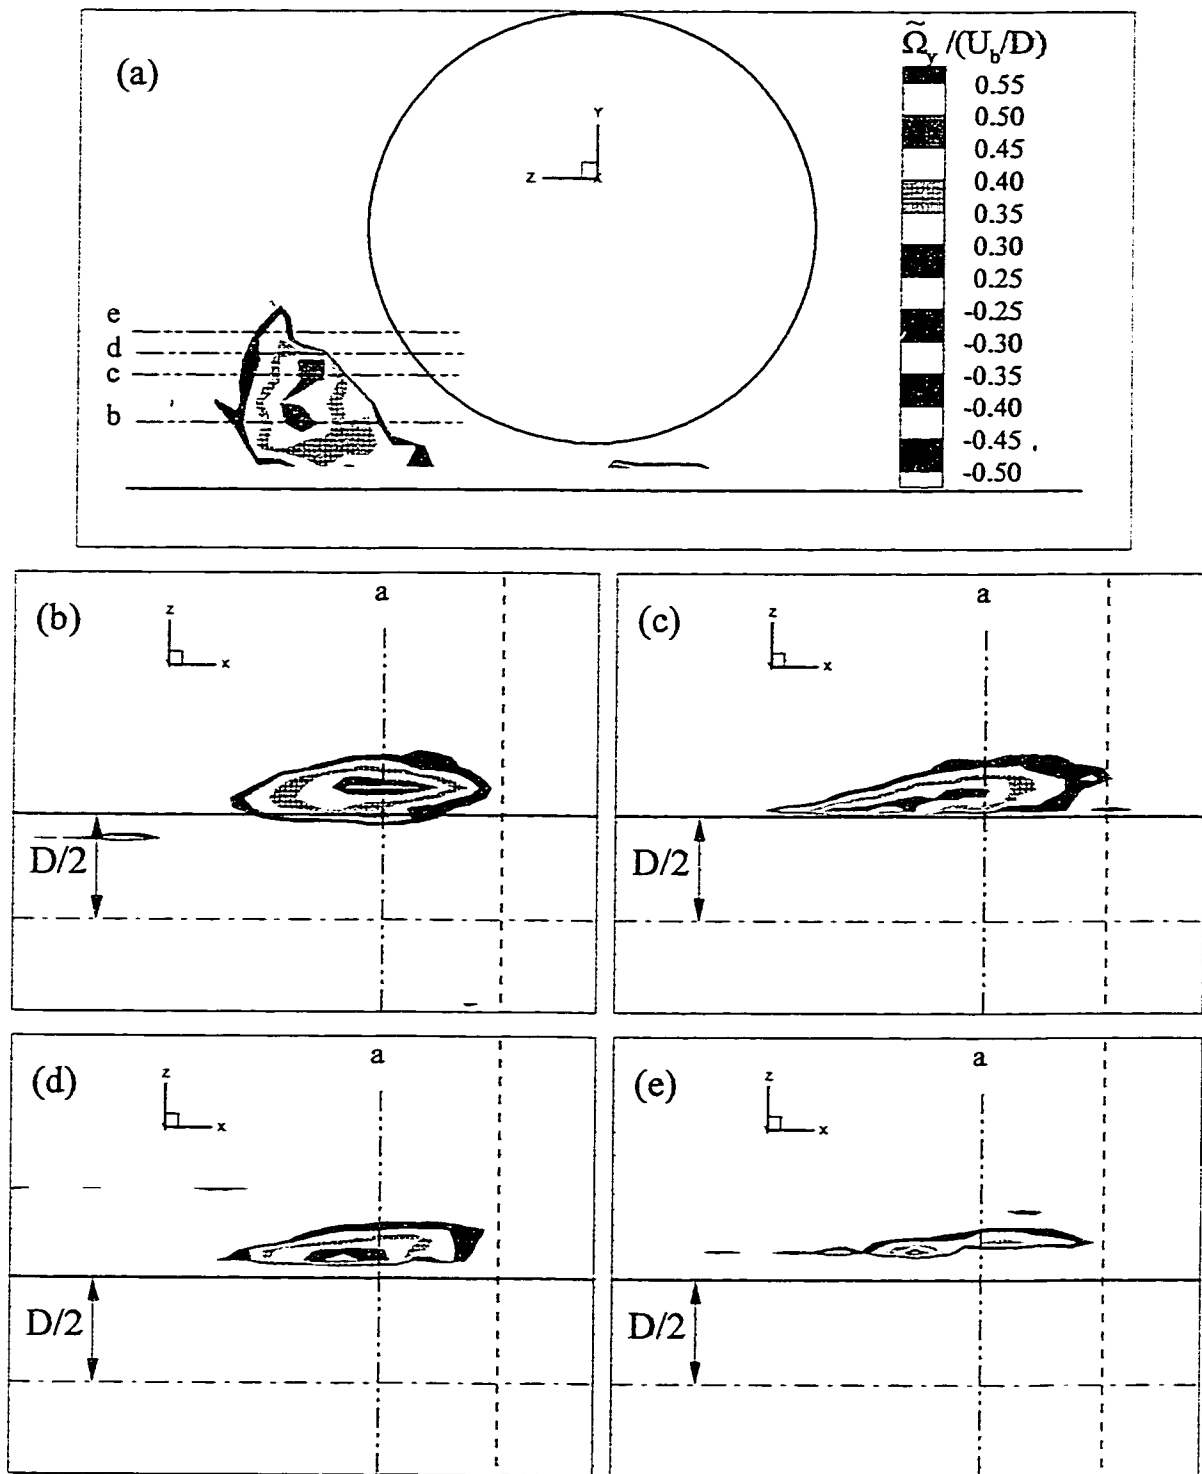 (a)
Ω̃y /(Ub/D)
0.55
0.50
0.45
0.40
0.35
0.30
0.25
-0.25
-0.30
-0.35
-0.40
-0.45
-0.50
Y
Z
X
e
d
c
b
(b)
a
z
x
D/2
(c)
a
z
x
D/2
(d)
a
z
x
D/2
(e)
a
z
x
D/2